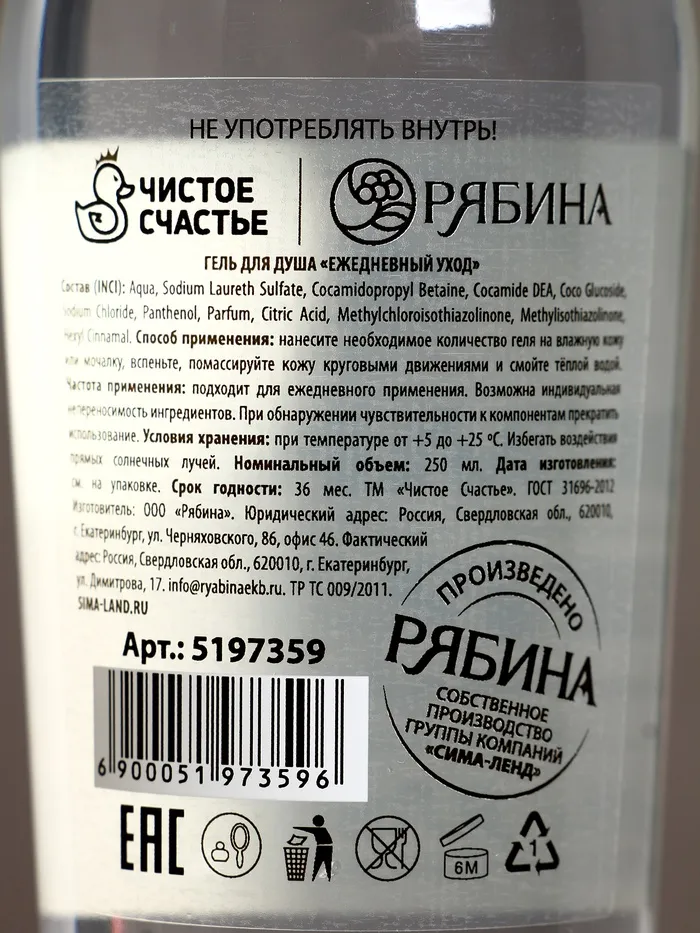 НЕ УПОТРЕБЛЯТЬ ВНУТРЬ!
ЧИСТОЕ
СЧАСТЬЕ
РЯБИНА
ГЕЛЬ ДЛЯ ДУША «ЕЖЕДНЕВНЫЙ УХОД»
Состав (INCI): Aqua, Sodium Laureth Sulfate, Cocamidopropyl Betaine, Cocamide DEA, Coco Glucoside,
Sodium Chloride, Panthenol, Parfum, Citric Acid, Methylchloroisothiazolinone, Methylisothiazolinone,
Hexyl Cinnamal. Способ применения: нанесите необходимое количество геля на влажную кожу
или мочалку, вспеньте, помассируйте кожу круговыми движениями и смойте тёплой водой.
Частота применения: подходит для ежедневного применения. Возможна индивидуальная
непереносимость ингредиентов. При обнаружении чувствительности к компонентам прекратить
использование. Условия хранения: при температуре от +5 до +25 ºС. Избегать воздействия
прямых солнечных лучей. Номинальный объем: 250 мл. Дата изготовления:
см. на упаковке. Срок годности: 36 мес. ТМ «Чистое Счастье». ГОСТ 31696-2012
Изготовитель: ООО «Рябина». Юридический адрес: Россия, Свердловская обл., 620010,
г. Екатеринбург, ул. Черняховского, 86, офис 46. Фактический
адрес: Россия, Свердловская обл., 620010, г. Екатеринбург,
ул. Димитрова, 17. info@ryabinaekb.ru. ТР ТС 009/2011.
SIMA-LAND.RU
Арт.: 5197359
6 900051 973596
ПРОИЗВЕДЕНО
РЯБИНА
СОБСТВЕННОЕ
ПРОИЗВОДСТВО
ГРУППЫ КОМПАНИЙ
«СИМА-ЛЕНД»
EAC
6M
1